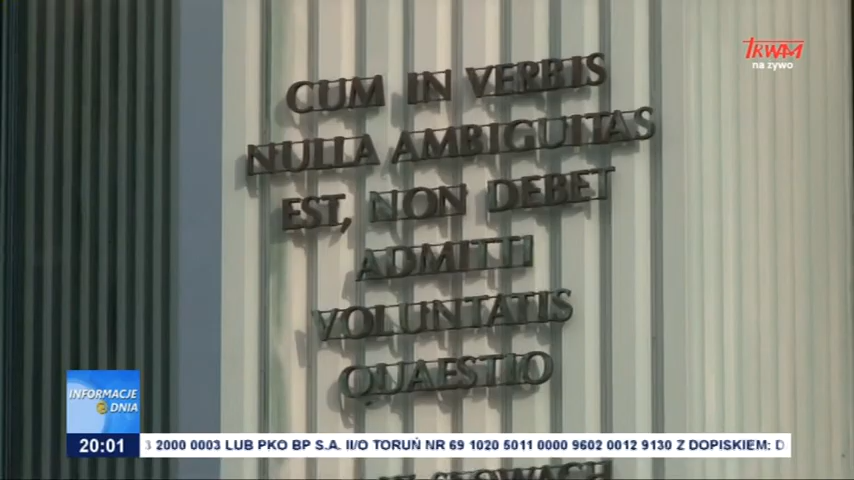 TRWAM
na żywo
CUM IN VERBIS
NULLA AMBIGUITAS
EST, NON DEBET
ADMITTI
VOLUNTATIS
QUAESTIO
SŁOWACH
INFORMACJE
DNIA
20:01
3 2000 0003 LUB PKO BP S.A. II/O TORUŃ NR 69 1020 5011 0000 9602 0012 9130 Z DOPISKIEM: D